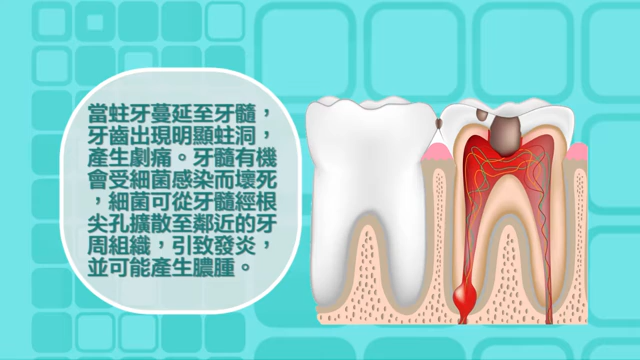 當蛀牙蔓延至牙髓，
牙齒出現明顯蛀洞，
產生劇痛。牙髓有機
會受細菌感染而壞死
，細菌可從牙髓經根
尖孔擴散至鄰近的牙
周組織，引致發炎，
並可能產生膿腫。